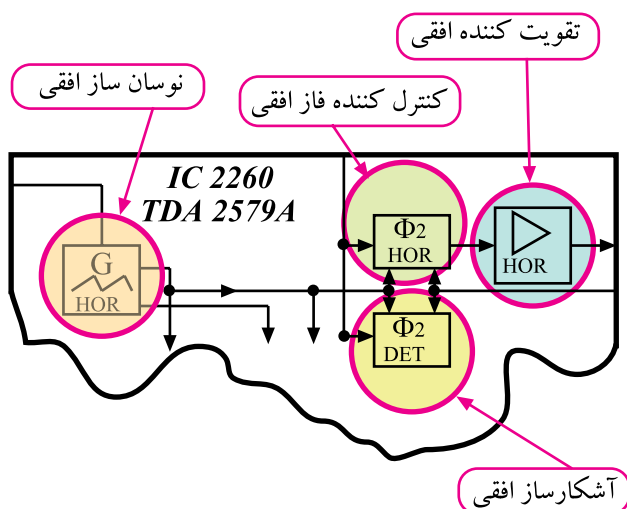 تقویت کننده افقی
نوسان ساز افقی
کنترل کننده فاز افقی
IC 2260
TDA 2579A
G
HOR
Φ2
HOR
HOR
Φ2
DET
آشکارساز افقی